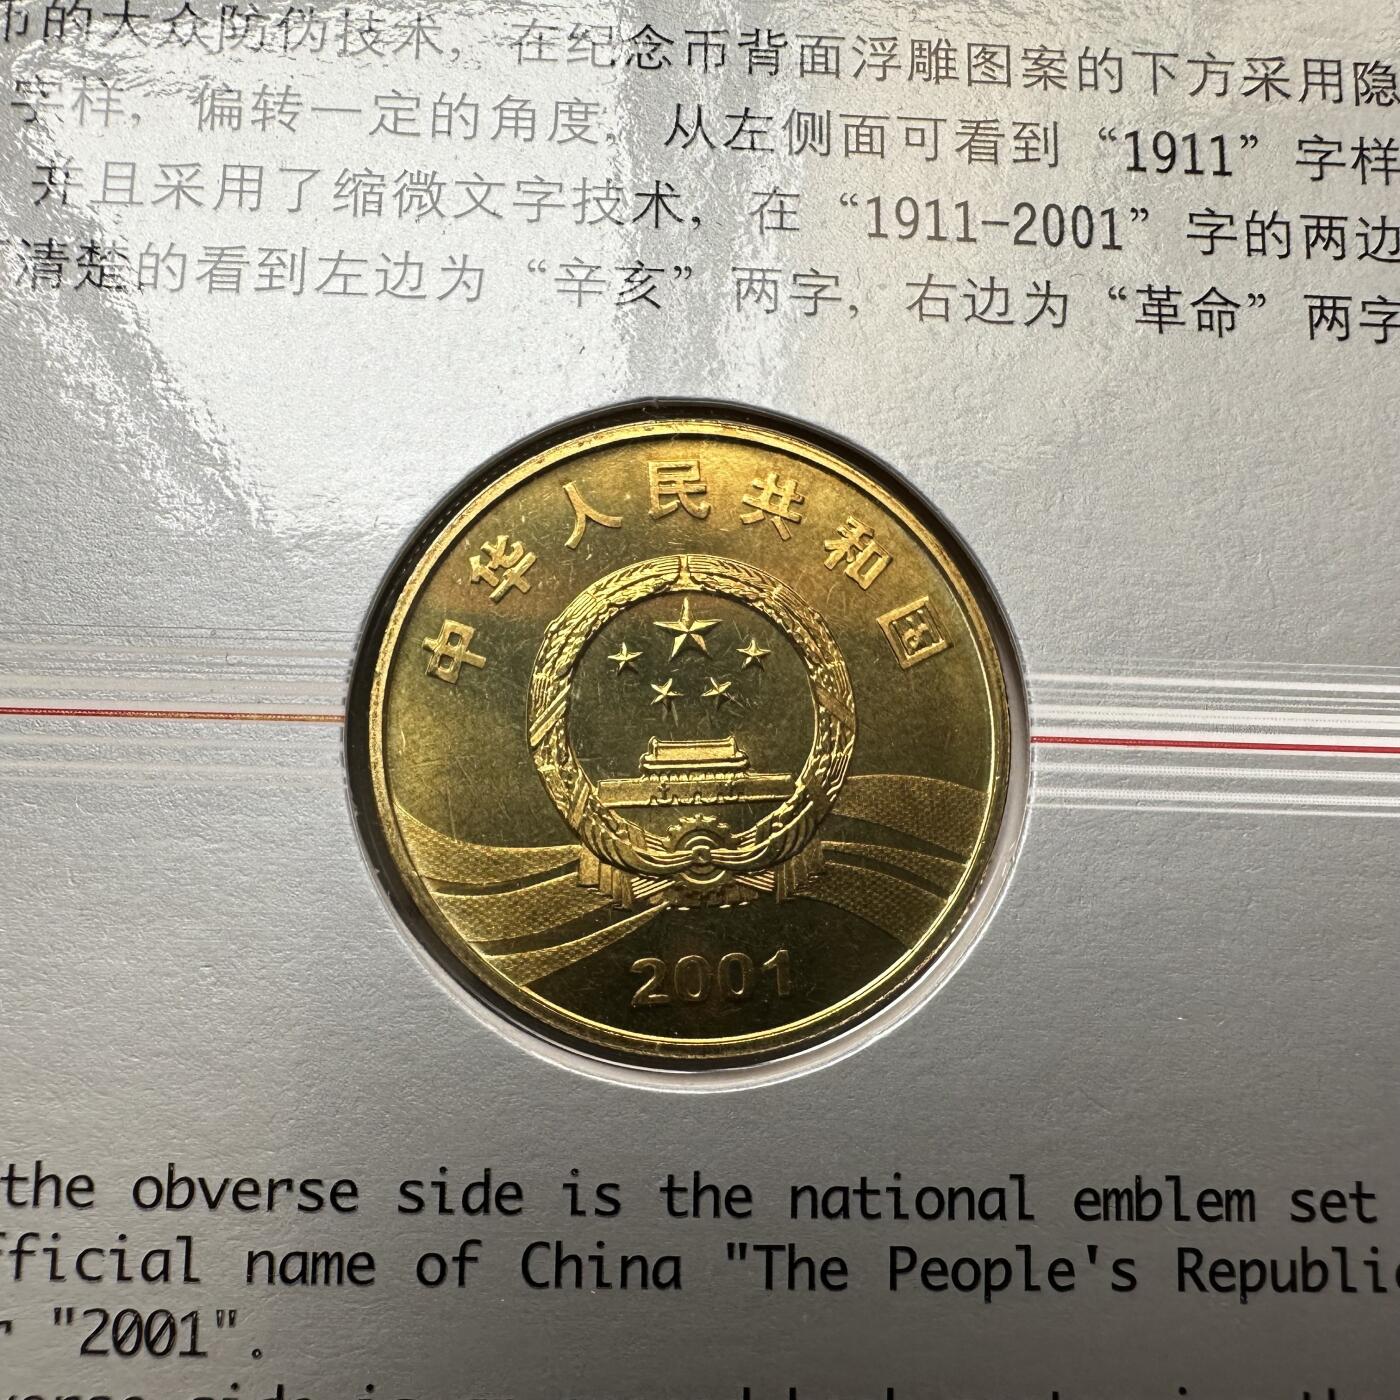 币的大众防伪技术，在纪念币背面浮雕图案的下方采用隐
字样，偏转一定的角度，从左侧面可看到“1911”字样
并且采用了缩微文字技术，在“1911-2001”字的两边
清楚的看到左边为“辛亥”两字，右边为“革命”两字
中华人民共和国
2001
the obverse side is the national emblem set
fficial name of China "The People's Republic
"2001".
verse side is